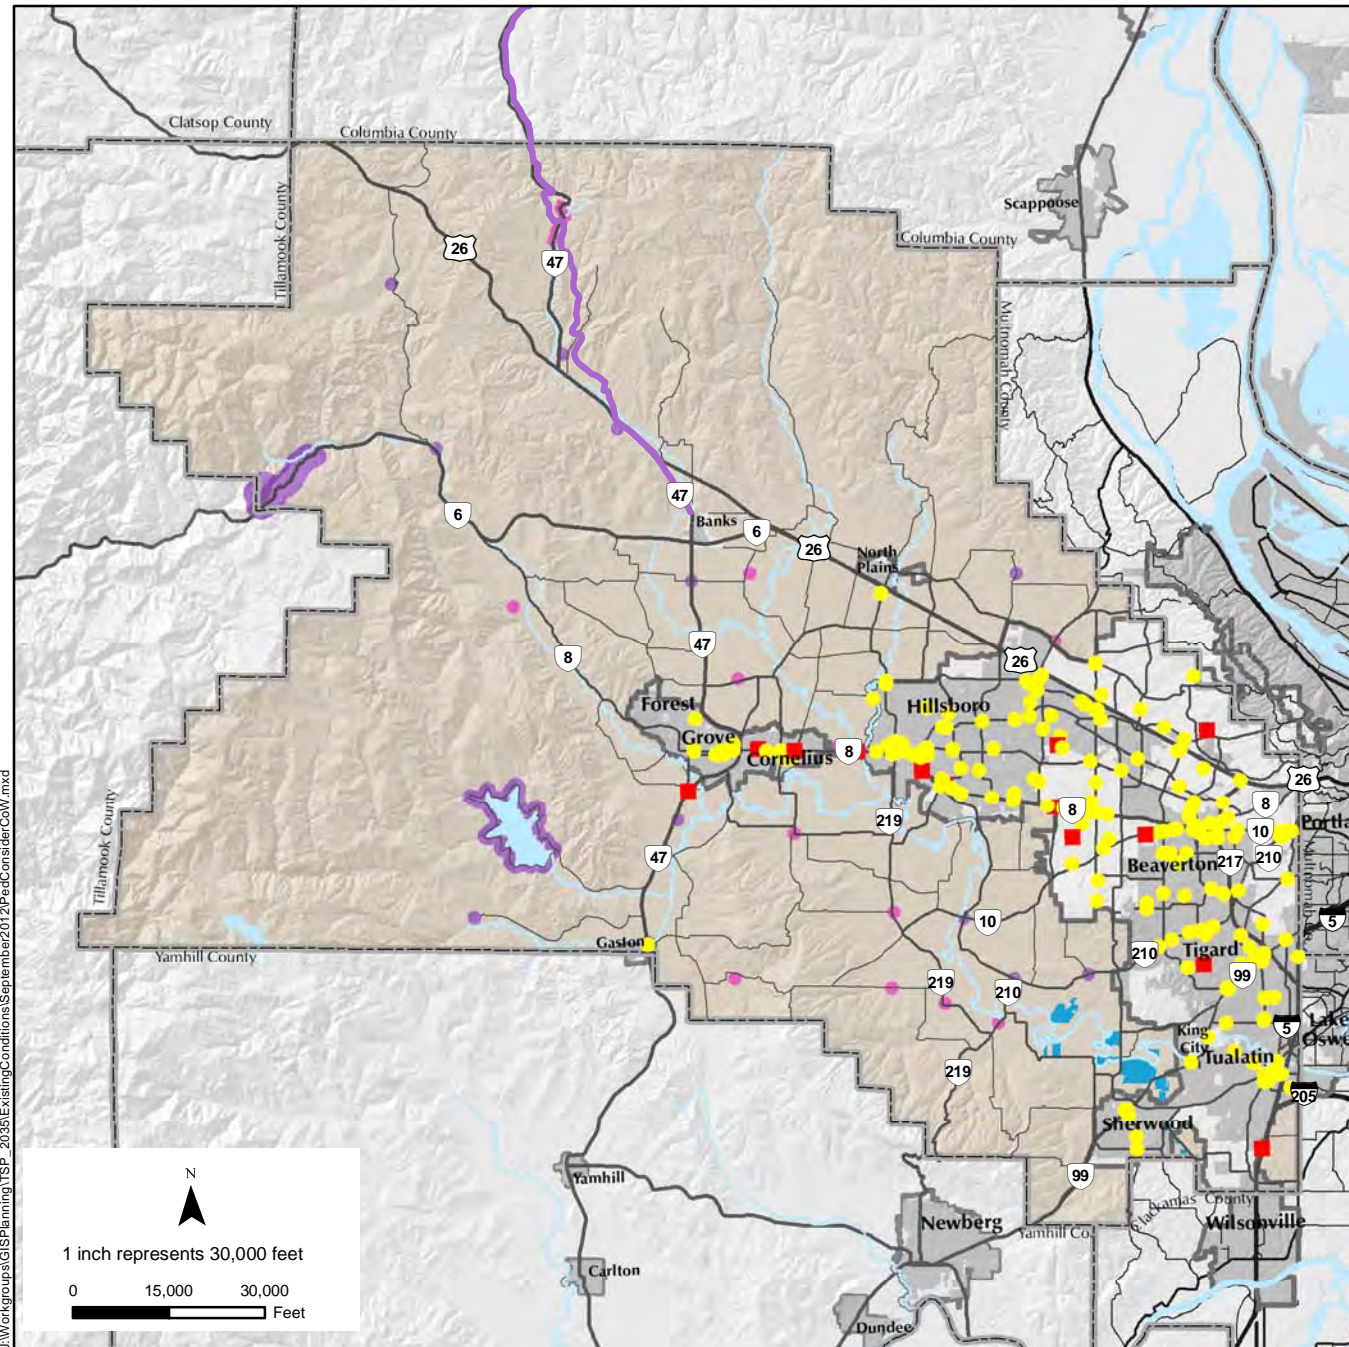 Clatsop County
Columbia County
Tillamook County
Scappoose
Columbia County
26
47
Multnomah County
47
6
Banks
6
26
North
Plains
47
8
26
Forest
Grove
Hillsboro
Cornelius
8
26
219
8
8
10
Portla
Beaverton
217
210
Multnomah
Tillamook County
47
10
5
Gaston
210
Tigard
Yamhill County
99
219
210
King
City
5
Lake
Oswe
Tualatin
219
205
Sherwood
99
Clackamas County
Yamhill
Newberg
Yamhill Co.
Wilsonville
Carlton
Dundee
N
1 inch represents 30,000 feet
0 15,000 30,000
Feet
J:\Workgroups\GISPlanning\TSP_2035\ExistingConditions\September2012\PedConsiderCoW.mxd